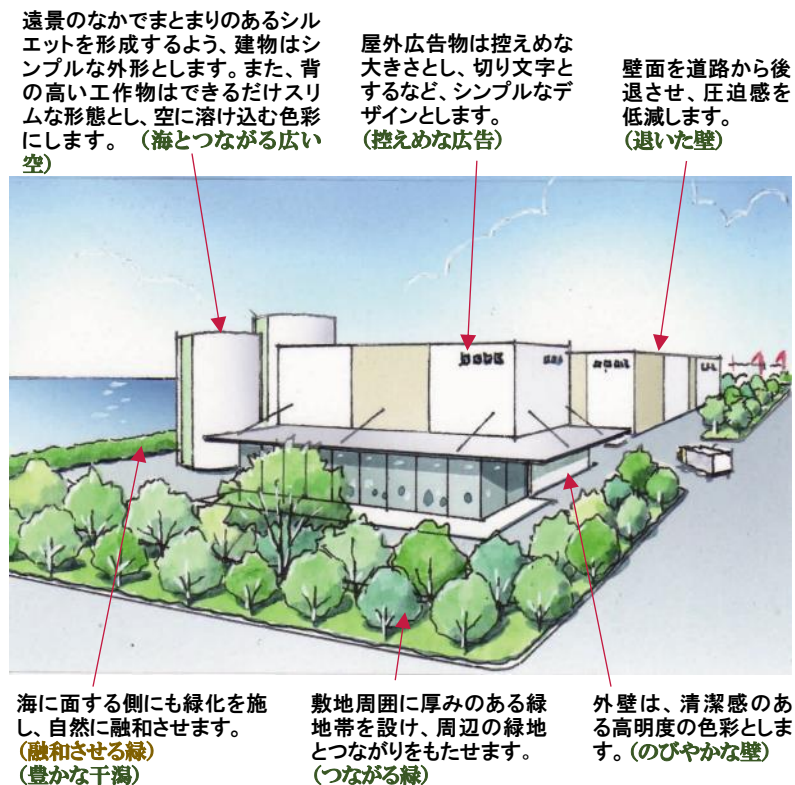 遠景のなかでまとまりのあるシル
エットを形成するよう、建物はシ
ンプルな外形とします。また、背
の高い工作物はできるだけスリ
ムな形態とし、空に溶け込む色彩
にします。 (海とつながる広い
空)
屋外広告物は控えめな
大きさとし、切り文字と
するなど、シンプルなデ
ザインとします。
(控えめな広告)
壁面を道路から後
退させ、圧迫感を
低減します。
(退いた壁)
海に面する側にも緑化を施
し、自然に融和させます。
(融和させる緑)
(豊かな干潟)
敷地周囲に厚みのある緑
地帯を設け、周辺の緑地
とつながりをもたせます。
(つながる緑)
外壁は、清潔感のあ
る高明度の色彩としま
す。(のびやかな壁)